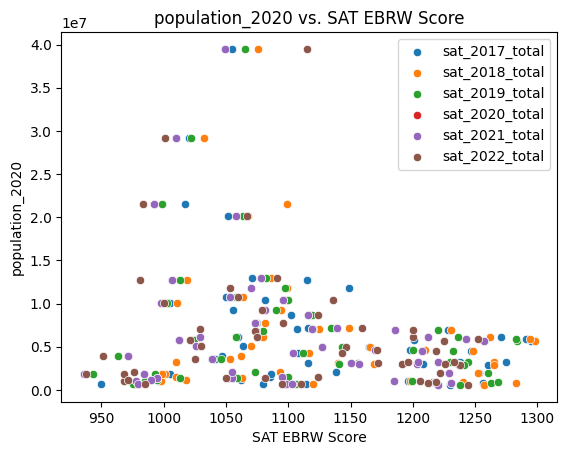 population_2020 vs. SAT EBRW Score
1e7
sat_2017_total
sat_2018_total
sat_2019_total
sat_2020_total
sat_2021_total
sat_2022_total
4.0
3.5
3.0
2.5
2.0
1.5
1.0
0.5
0.0
population_2020
950 1000 1050 1100 1150 1200 1250 1300
SAT EBRW Score